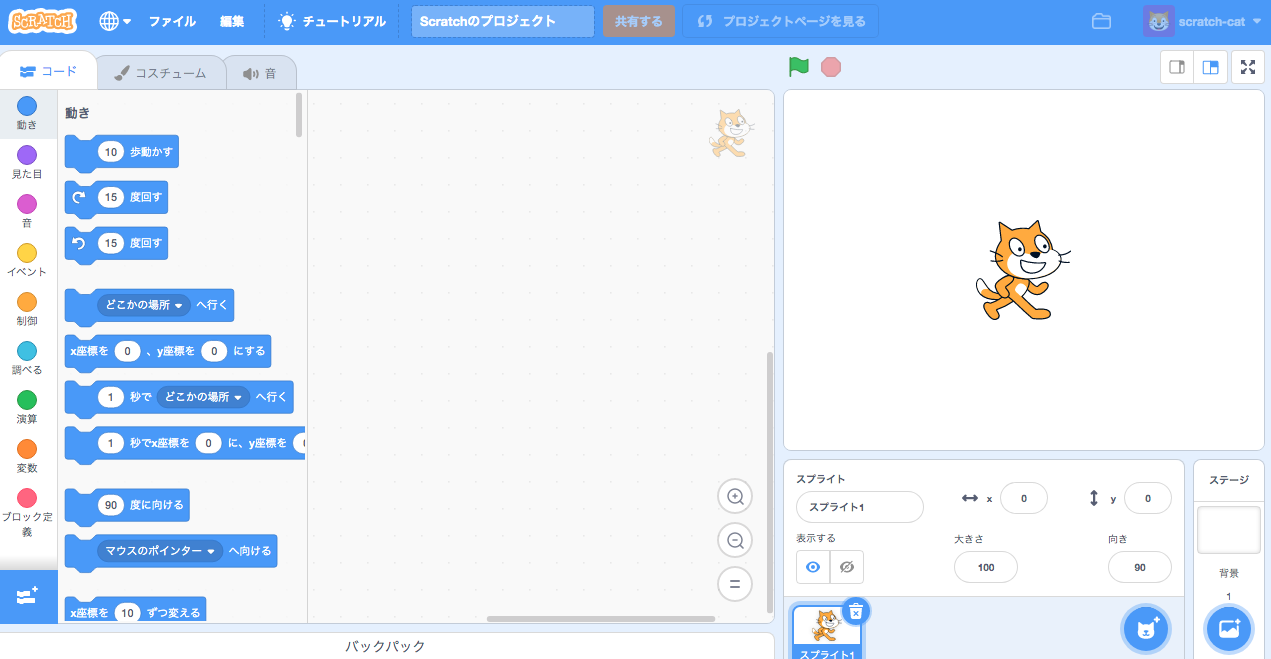 SCRATCH ファイル 編集 チュートリアル Scratchのプロジェクト 共有する プロジェクトページを見る scratch-cat
コード コスチューム 音
動き
見た目
音
イベント
制御
調べる
演算
変数
ブロック定
義
動き
10 歩動かす
15 度回す
15 度回す
どこかの場所 へ行く
x座標を 0 、y座標を 0 にする
1 秒で どこかの場所 へ行く
1 秒でx座標を 0 に、y座標を
90 度に向ける
マウスのポインター へ向ける
x座標を 10 ずつ変える
バックパック
スプライト
スプライト1 x 0 y 0
表示する 大きさ 向き
100 90
スプライト1
ステージ
背景
1